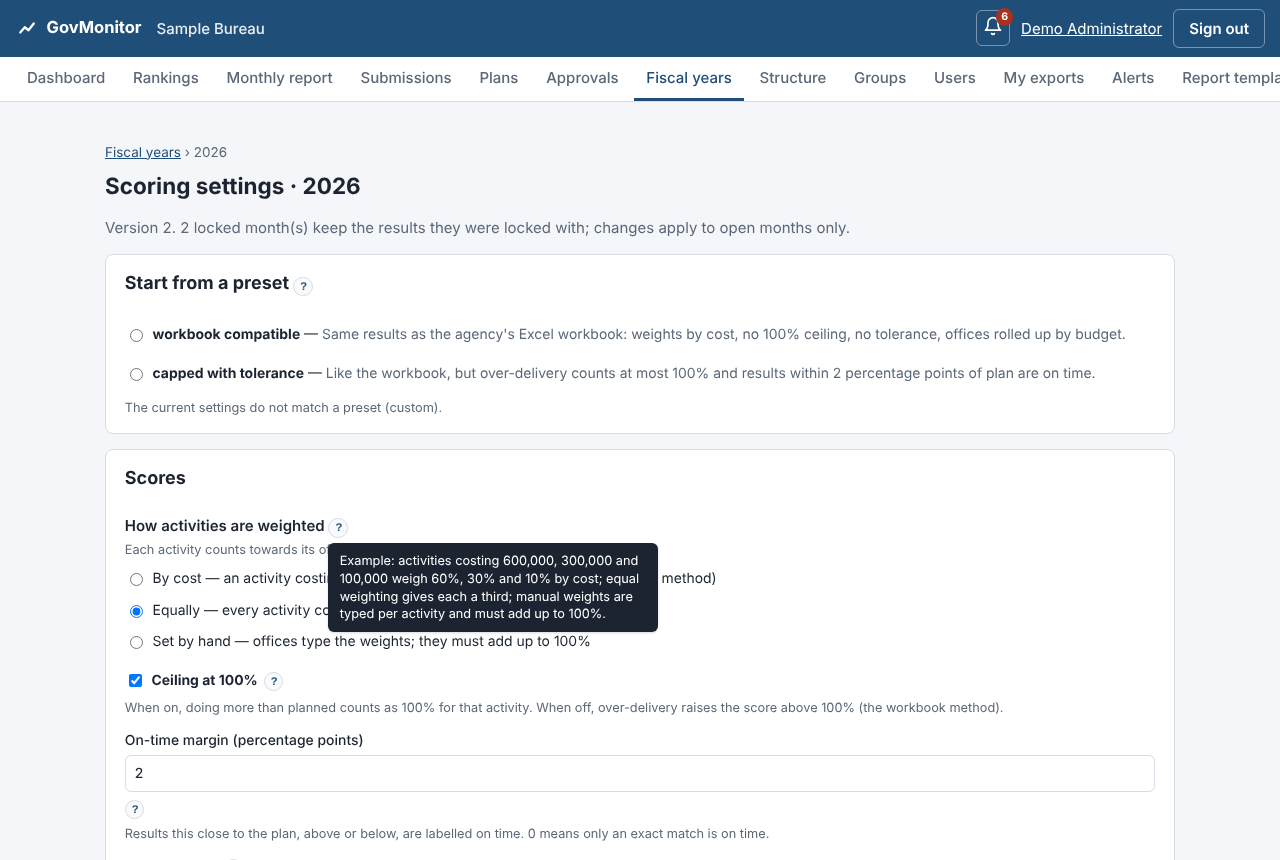 GovMonitor Sample Bureau 6 Demo Administrator Sign out
Dashboard Rankings Monthly report Submissions Plans Approvals Fiscal years Structure Groups Users My exports Alerts Report templa
Fiscal years › 2026
Scoring settings · 2026
Version 2. 2 locked month(s) keep the results they were locked with; changes apply to open months only.
Start from a preset ?
workbook compatible — Same results as the agency's Excel workbook: weights by cost, no 100% ceiling, no tolerance, offices rolled up by budget.
capped with tolerance — Like the workbook, but over-delivery counts at most 100% and results within 2 percentage points of plan are on time.
The current settings do not match a preset (custom).
Scores
How activities are weighted ?
Each activity counts towards its
Example: activities costing 600,000, 300,000 and
100,000 weigh 60%, 30% and 10% by cost; equal
weighting gives each a third; manual weights are
typed per activity and must add up to 100%.
By cost — an activity method)
Equally — every activity
Set by hand — offices type the weights; they must add up to 100%
Ceiling at 100% ?
When on, doing more than planned counts as 100% for that activity. When off, over-delivery raises the score above 100% (the workbook method).
On-time margin (percentage points)
2
?
Results this close to the plan, above or below, are labelled on time. 0 means only an exact match is on time.